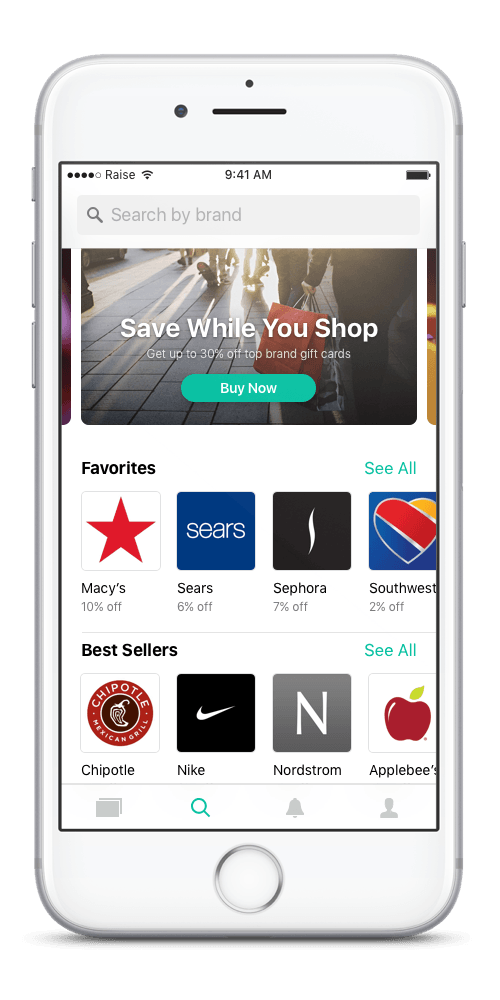 Raise 9:41 AM
Search by brand
Save While You Shop
Get up to 30% off top brand gift cards
Buy Now
Favorites See All
sears
Macy's Sears Sephora Southwest
10% off 6% off 7% off 2% off
Best Sellers See All
CHIPOTLE
MEXICAN GRILL
N
Chipotle Nike Nordstrom Applebee's